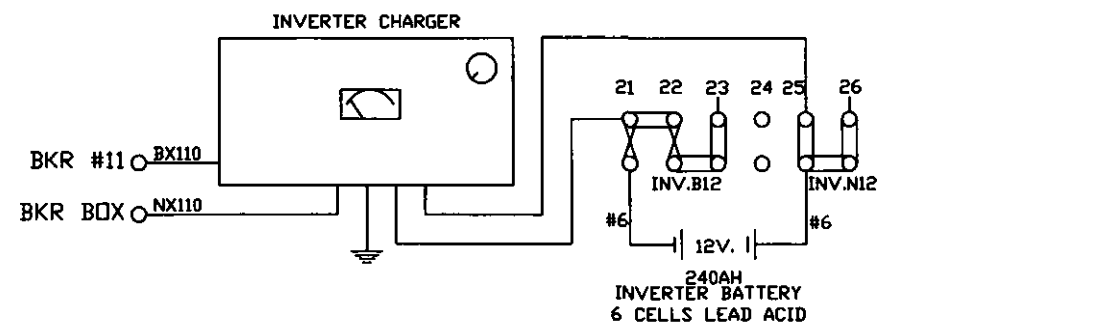 INVERTER CHARGER
21 22 23 24 25 26
BKR #11 BX110
INV.B12 INV.N12
BKR BOX NX110
#6 #6
12V.
240AH
INVERTER BATTERY
6 CELLS LEAD ACID